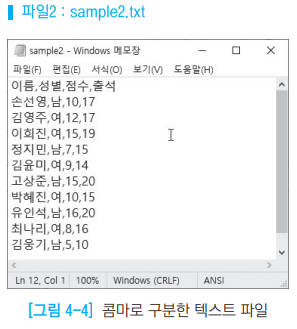 파일2 : sample2.txt
sample2 - Windows 메모장
파일(F) 편집(E) 서식(O) 보기(V) 도움말(H)
이름,성별,점수,출석
손선영,남,10,17
김영주,여,12,17
이희진,여,15,19
정지민,남,7,15
김윤미,여,9,14
고상준,남,15,20
박혜진,여,10,15
유인석,남,16,20
최나리,여,8,16
김웅기,남,5,10
Ln 12, Col 1 100% Windows (CRLF) ANSI
[그림 4-4] 콤마로 구분한 텍스트 파일